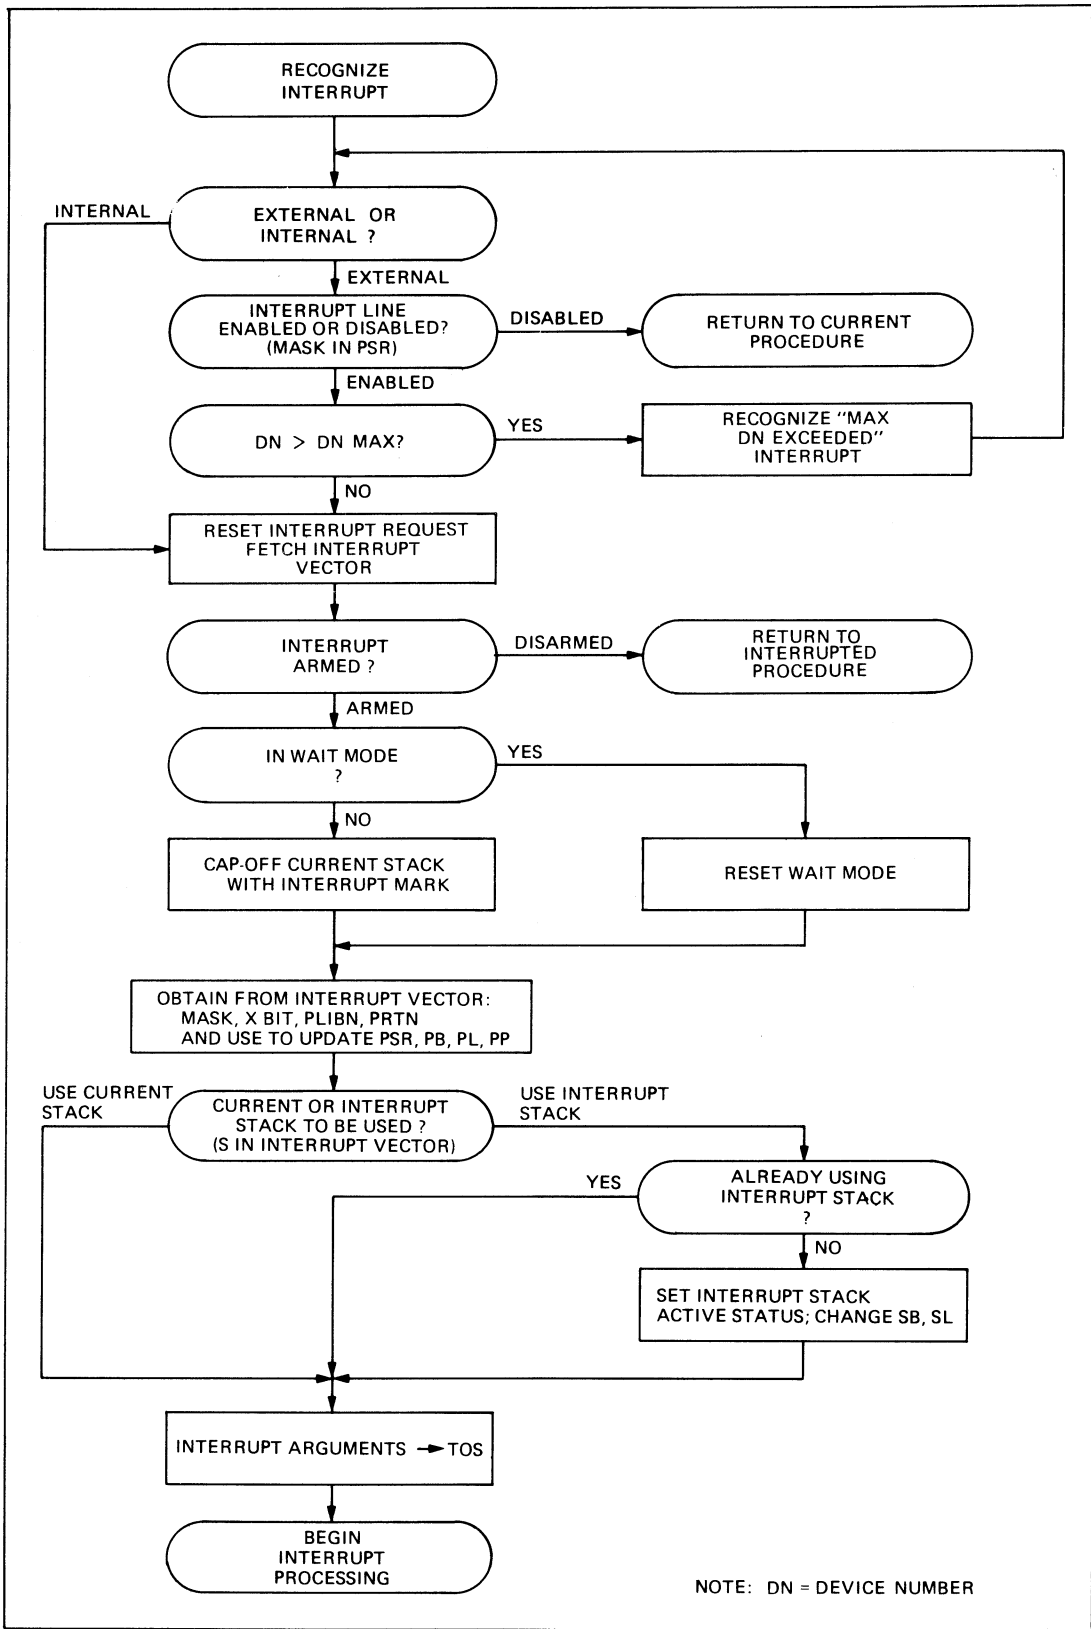 RECOGNIZE
INTERRUPT
INTERNAL
EXTERNAL OR
INTERNAL ?
EXTERNAL
INTERRUPT LINE
ENABLED OR DISABLED?
(MASK IN PSR)
DISABLED
RETURN TO CURRENT
PROCEDURE
ENABLED
DN > DN MAX?
YES
RECOGNIZE "MAX
DN EXCEEDED"
INTERRUPT
NO
RESET INTERRUPT REQUEST
FETCH INTERRUPT
VECTOR
INTERRUPT
ARMED ?
DISARMED
RETURN TO
INTERRUPTED
PROCEDURE
ARMED
IN WAIT MODE
?
YES
NO
CAP-OFF CURRENT STACK
WITH INTERRUPT MARK
RESET WAIT MODE
OBTAIN FROM INTERRUPT VECTOR:
MASK, X BIT, PLIBN, PRTN
AND USE TO UPDATE PSR, PB, PL, PP
USE CURRENT
STACK
CURRENT OR INTERRUPT
STACK TO BE USED ?
(S IN INTERRUPT VECTOR)
USE INTERRUPT
STACK
YES
ALREADY USING
INTERRUPT STACK
?
NO
SET INTERRUPT STACK
ACTIVE STATUS; CHANGE SB, SL
INTERRUPT ARGUMENTS → TOS
BEGIN
INTERRUPT
PROCESSING
NOTE: DN = DEVICE NUMBER